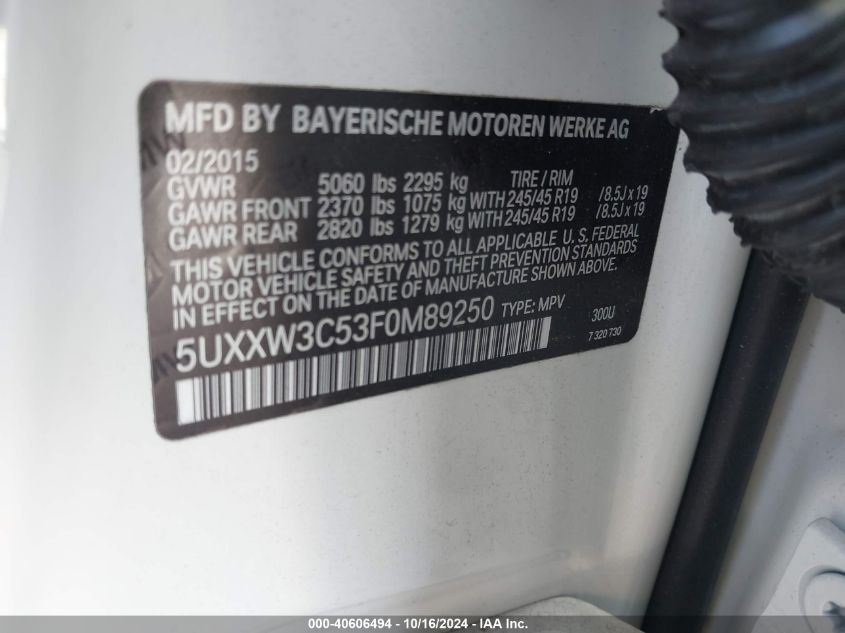 MFD BY BAYERISCHE MOTOREN WERKE AG
02/2015
GVWR 5060 lbs 2295 kg TIRE / RIM
GAWR FRONT 2370 lbs 1075 kg WITH 245/45 R19 /8.5J x 19
GAWR REAR 2820 lbs 1279 kg WITH 245/45 R19 /8.5J x 19
THIS VEHICLE CONFORMS TO ALL APPLICABLE U. S. FEDERAL
MOTOR VEHICLE SAFETY AND THEFT PREVENTION STANDARDS
IN EFFECT ON THE DATE OF MANUFACTURE SHOWN ABOVE.
5UXXW3C53F0M89250 TYPE: MPV 300U
7 320 730
000-40606494 - 10/16/2024 - IAA Inc.